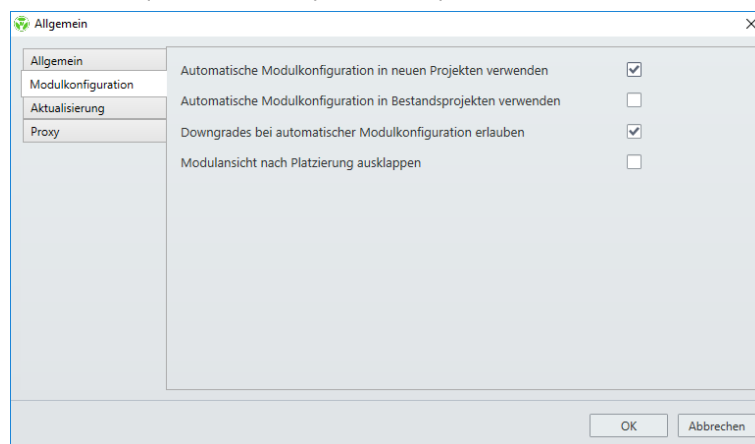 Allgemein
Allgemein
Modulkonfiguration
Aktualisierung
Proxy
Automatische Modulkonfiguration in neuen Projekten verwenden
Automatische Modulkonfiguration in Bestandsprojekten verwenden
Downgrades bei automatischer Modulkonfiguration erlauben
Modulansicht nach Platzierung ausklappen
OK
Abbrechen